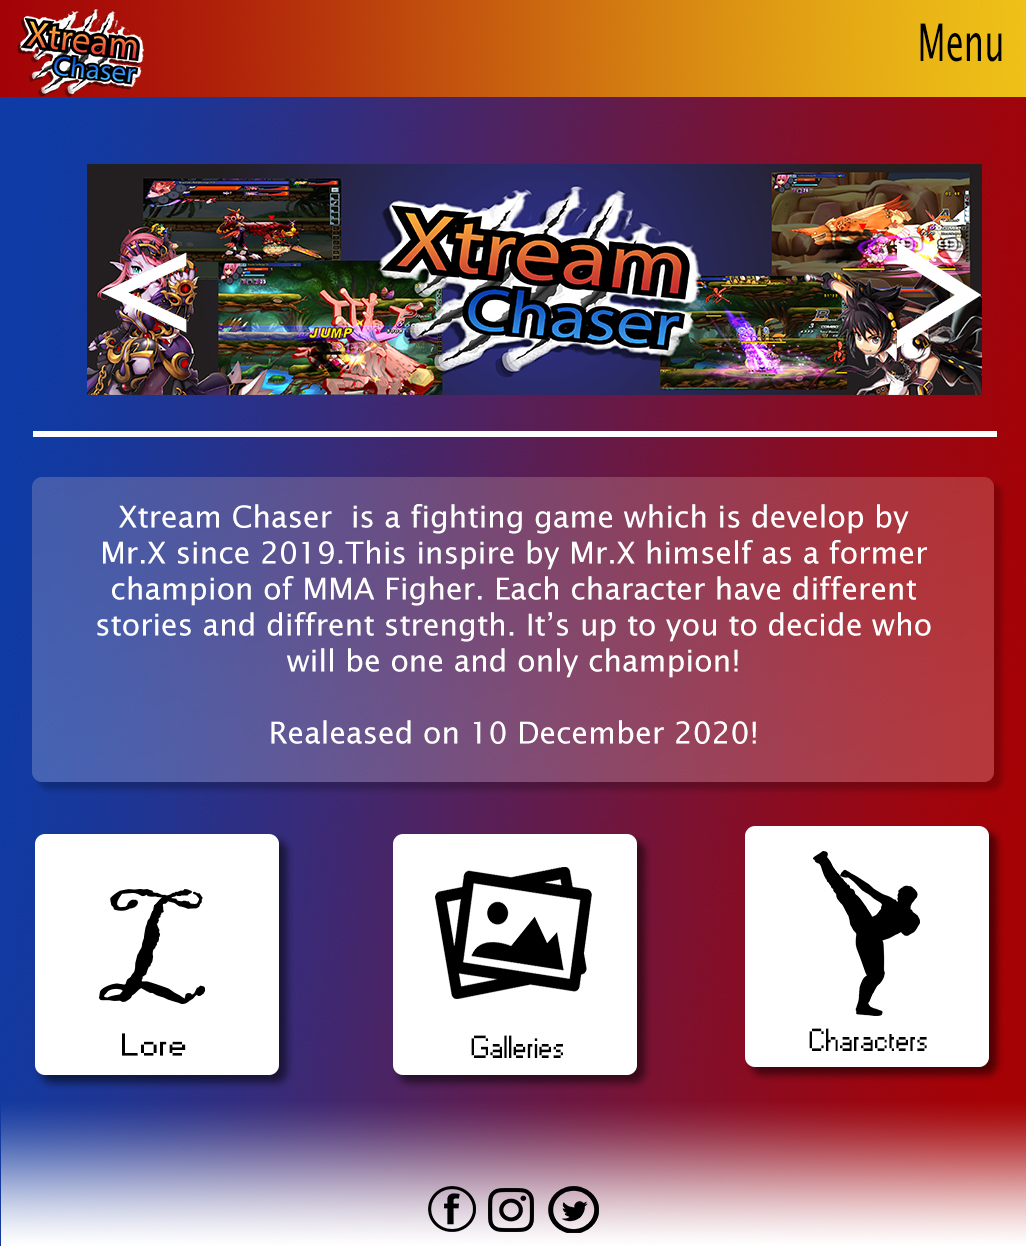 Xtream
Chaser
Menu
Xtream
Chaser
JUMP
Xtream Chaser is a fighting game which is develop by
Mr.X since 2019.This inspire by Mr.X himself as a former
champion of MMA Figher. Each character have different
stories and diffrent strength. It’s up to you to decide who
will be one and only champion!
Realeased on 10 December 2020!
Lore
Galleries
Characters